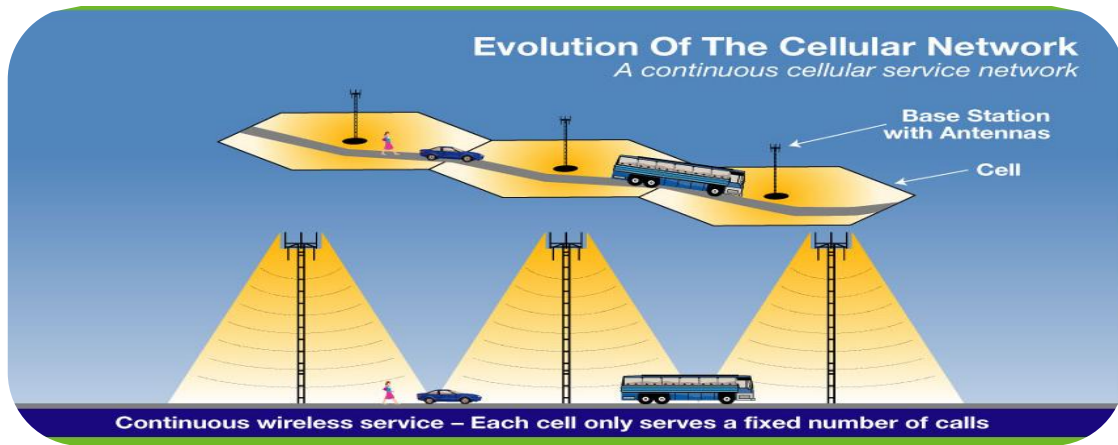 Evolution Of The Cellular Network
A continuous cellular service network
Base Station
with Antennas
Cell
Continuous wireless service – Each cell only serves a fixed number of calls